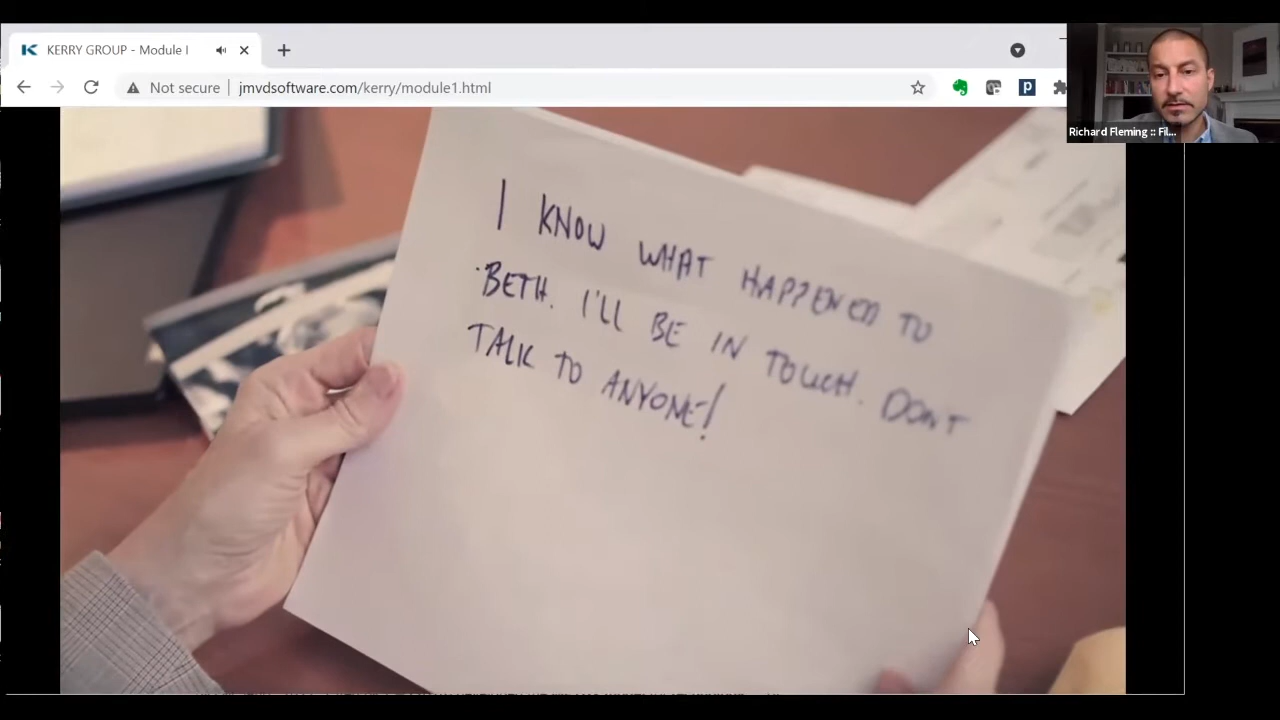 KERRY GROUP - Module I
Not secure
jmvdsoftware.com/kerry/module1.html
Richard Fleming :: Fil...
I KNOW WHAT HAPPENED TO
BETH. I'LL BE IN TOUCH. DON'T
TALK TO ANYONE!